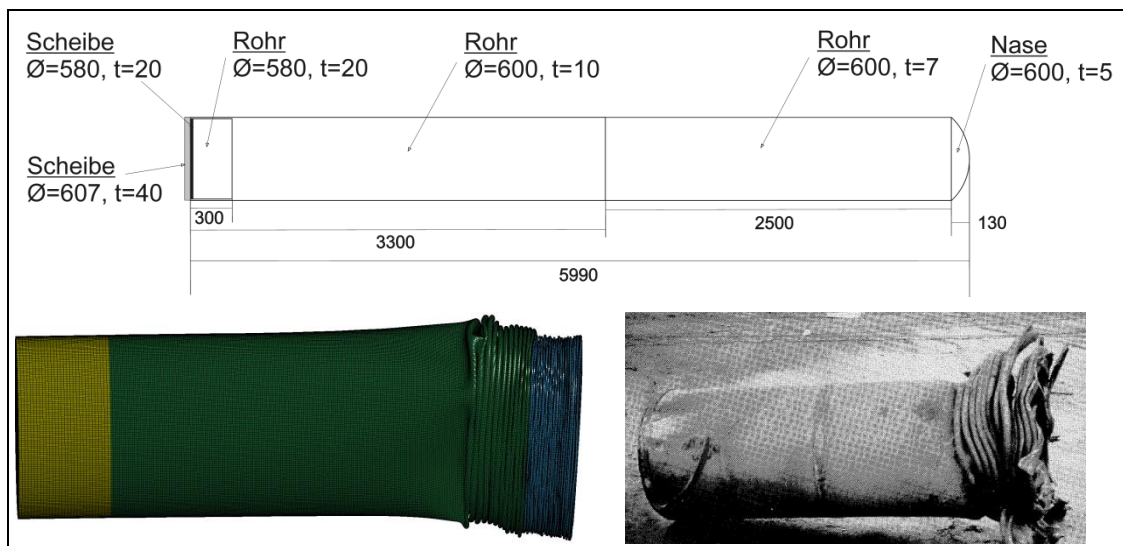 Scheibe
Ø=580, t=20
Rohr
Ø=580, t=20
Rohr
Ø=600, t=10
Rohr
Ø=600, t=7
Nase
Ø=600, t=5
Scheibe
Ø=607, t=40
300
3300
2500
130
5990